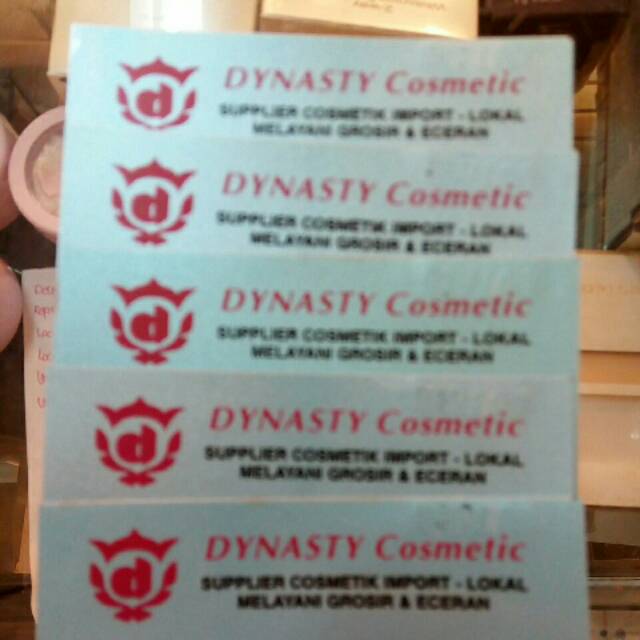 DYNASTY Cosmetic
SUPPLIER COSMETIK IMPORT - LOKAL
MELAYANI GROSIR & ECERAN
d
DYNASTY Cosmetic
SUPPLIER COSMETIK IMPORT - LOKAL
MELAYANI GROSIR & ECERAN
d
DYNASTY Cosmetic
SUPPLIER COSMETIK IMPORT - LOKAL
MELAYANI GROSIR & ECERAN
d
DYNASTY Cosmetic
SUPPLIER COSMETIK IMPORT - LOKAL
MELAYANI GROSIR & ECERAN
d
DYNASTY Cosmetic
SUPPLIER COSMETIK IMPORT - LOKAL
MELAYANI GROSIR & ECERAN
d